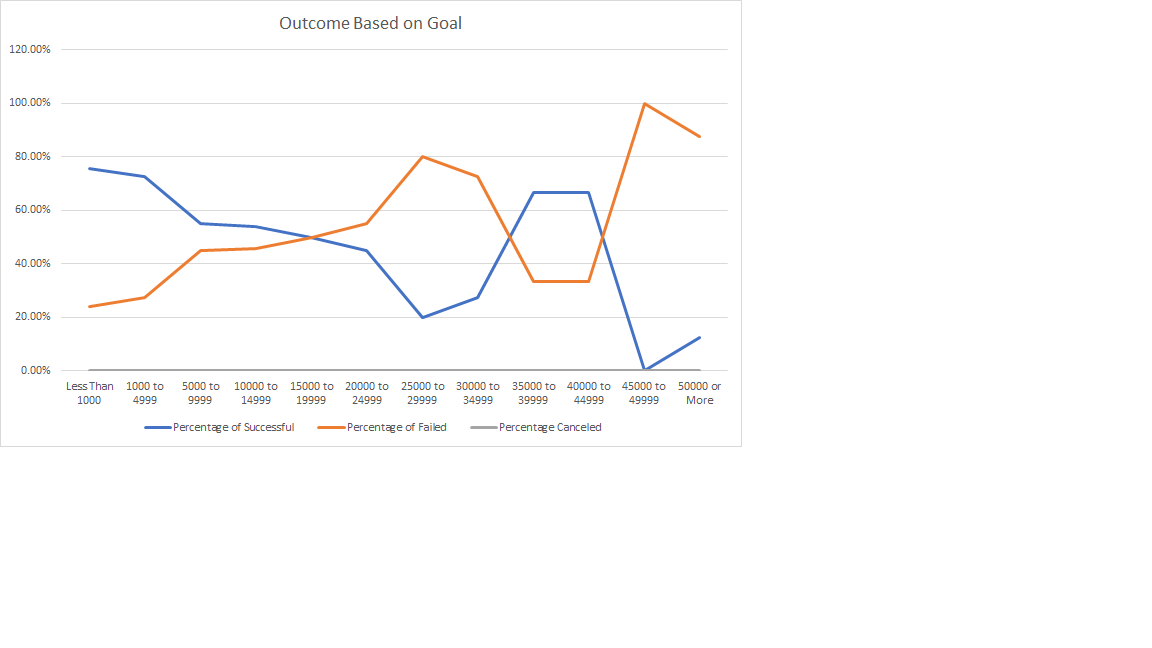 Outcome Based on Goal
120.00%
100.00%
80.00%
60.00%
40.00%
20.00%
0.00%
Less Than 1000 to 5000 to 10000 to 15000 to 20000 to 25000 to 30000 to 35000 to 40000 to 45000 to 50000 or
1000 4999 9999 14999 19999 24999 29999 34999 39999 44999 49999 More
Percentage of Successful Percentage of Failed Percentage Canceled